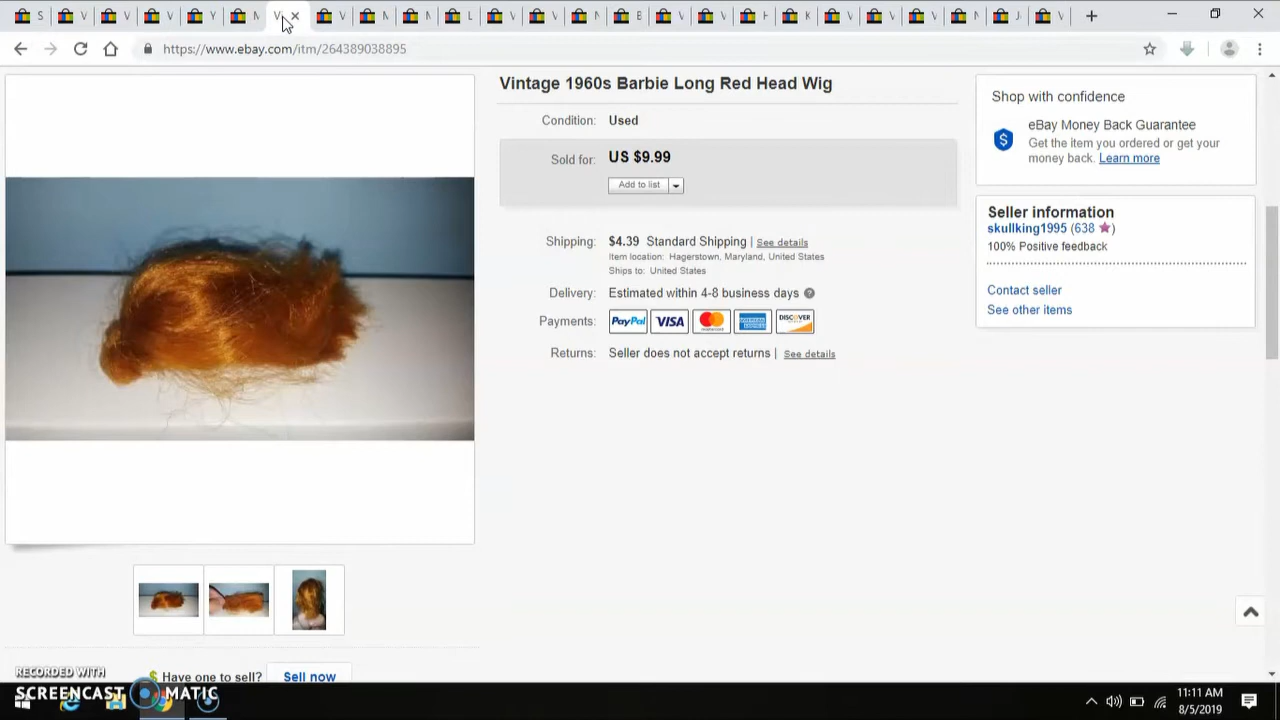 S
V
V
V
Y
M
V
V
M
M
L
V
V
N
E
V
V
H
K
V
V
V
N
J
V
https://www.ebay.com/itm/264389038895
Vintage 1960s Barbie Long Red Head Wig
Condition: Used
Sold for: US $9.99
Add to list
Shipping: $4.39 Standard Shipping | See details
Item location: Hagerstown, Maryland, United States
Ships to: United States
Delivery: Estimated within 4-8 business days
Payments: PayPal VISA mastercard AMERICAN EXPRESS DISCOVER
Returns: Seller does not accept returns | See details
Shop with confidence
eBay Money Back Guarantee
Get the item you ordered or get your
money back. Learn more
Seller information
skullking1995 (638 )
100% Positive feedback
Contact seller
See other items
$ Have one to sell? Sell now
RECORDED WITH
SCREENCAST MATIC
11:11 AM
8/5/2019